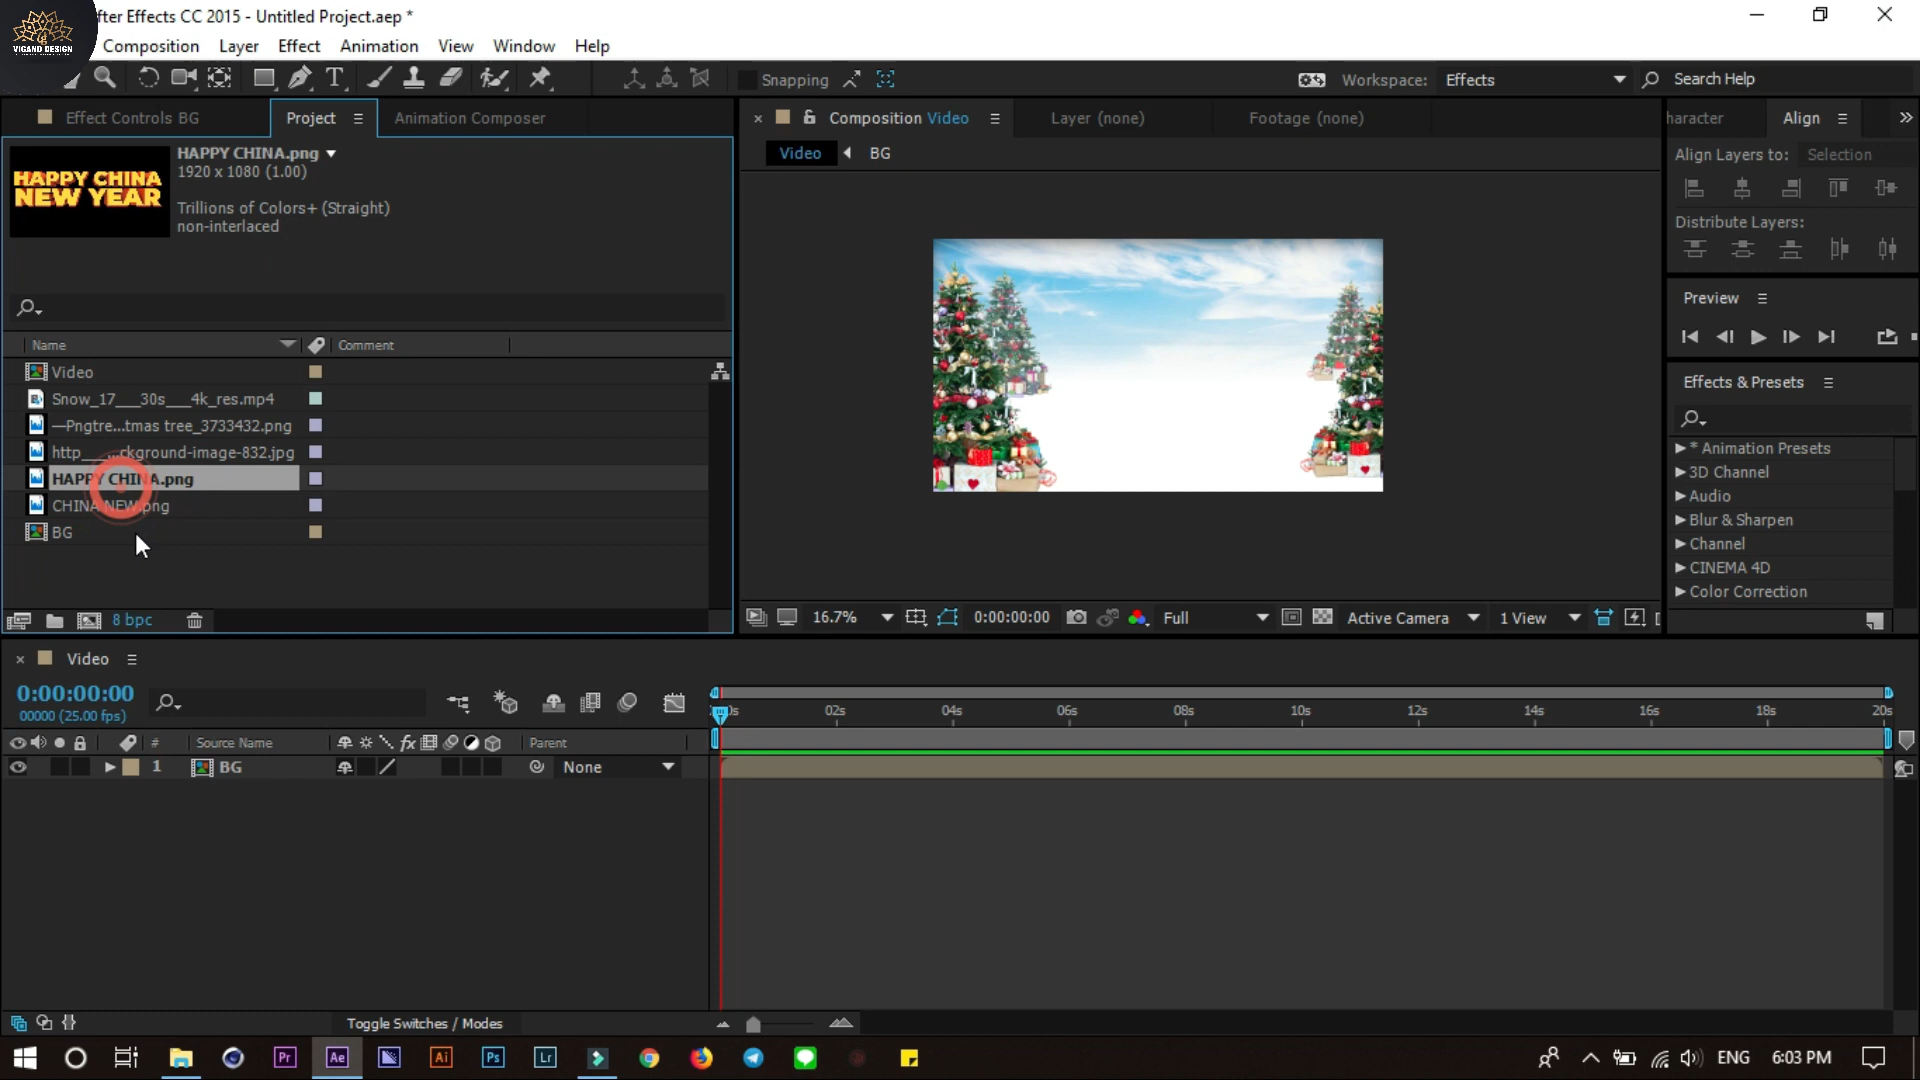 VIGAND DESIGN
fter Effects CC 2015 - Untitled Project.aep *
Composition Layer Effect Animation View Window Help
Snapping
Workspace: Effects
Search Help
Effect Controls BG
Project
Animation Composer
HAPPY CHINA.png
1920 x 1080 (1.00)
Trillions of Colors+ (Straight)
non-interlaced
HAPPY CHINA
NEW YEAR
Name Comment
Video
Snow_17___30s___4k_res.mp4
—Pngtre...tmas tree_3733432.png
http___...ckground-image-832.jpg
HAPPY CHINA.png
CHINA NEW.png
BG
8 bpc
Composition Video
Layer (none)
Footage (none)
Video BG
16.7% 0:00:00:00 Full Active Camera 1 View
haracter Align
Align Layers to: Selection
Distribute Layers:
Preview
Effects & Presets
* Animation Presets
3D Channel
Audio
Blur & Sharpen
Channel
CINEMA 4D
Color Correction
Video
0:00:00:00
00000 (25.00 fps)
0s 02s 04s 06s 08s 10s 12s 14s 16s 18s 20s
# Source Name fx Parent
1 BG None
Toggle Switches / Modes
Pr Ae Ai Ps Lr
ENG 6:03 PM